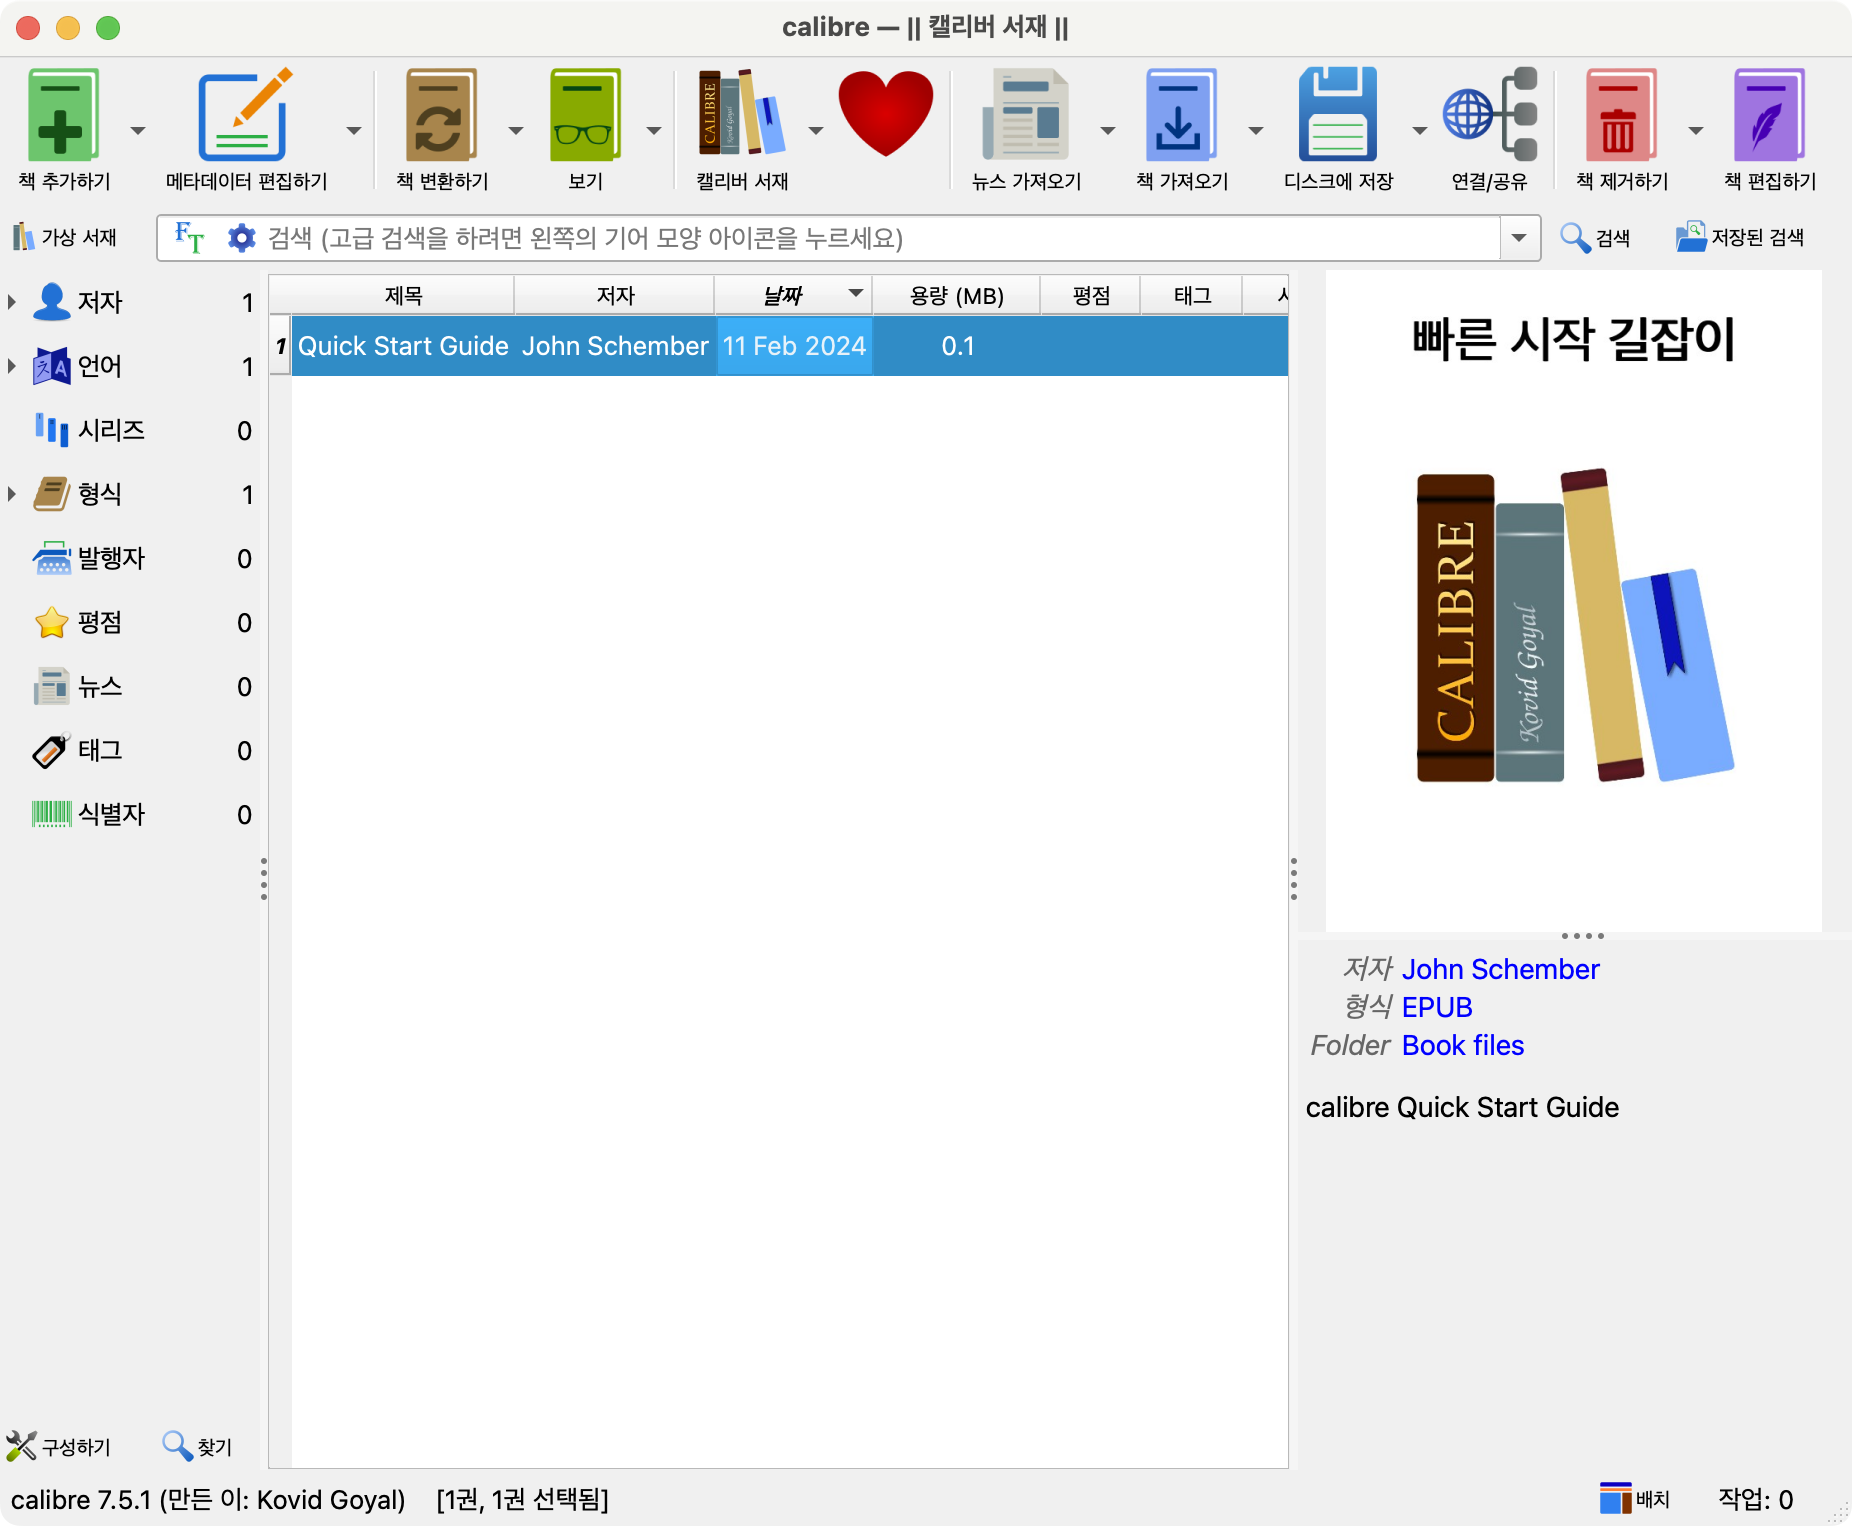 calibre — || 캘리버 서재 ||
책 추가하기
메타데이터 편집하기
책 변환하기
보기
캘리버 서재
뉴스 가져오기
책 가져오기
디스크에 저장
연결/공유
책 제거하기
책 편집하기
가상 서재
검색 (고급 검색을 하려면 왼쪽의 기어 모양 아이콘을 누르세요)
검색
저장된 검색
저자 1
언어 1
시리즈 0
형식 1
발행자 0
평점 0
뉴스 0
태그 0
식별자 0
제목 저자 날짜 용량 (MB) 평점 태그
1 Quick Start Guide John Schember 11 Feb 2024 0.1
빠른 시작 길잡이
CALIBRE
Kovid Goyal
저자 John Schember
형식 EPUB
Folder Book files
calibre Quick Start Guide
구성하기
찾기
calibre 7.5.1 (만든 이: Kovid Goyal) [1권, 1권 선택됨]
배치
작업: 0